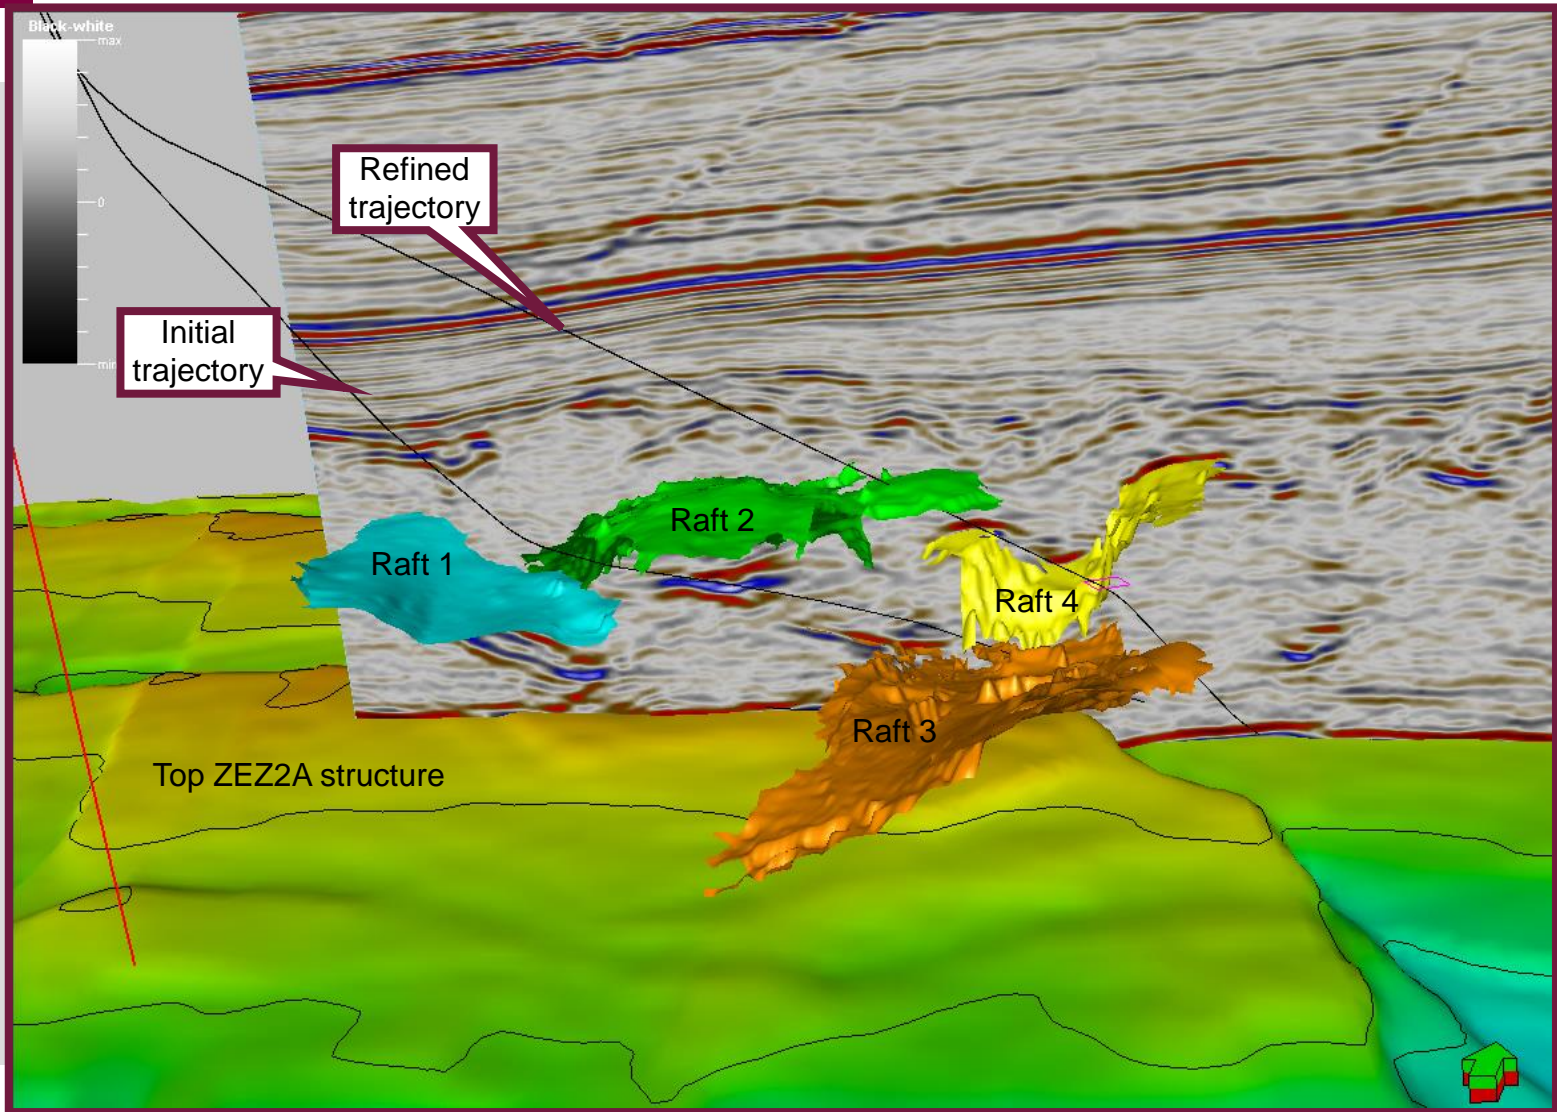 Black-white
max
0
min
Refined
trajectory
Initial
trajectory
Raft 1
Raft 2
Raft 4
Raft 3
Top ZEZ2A structure